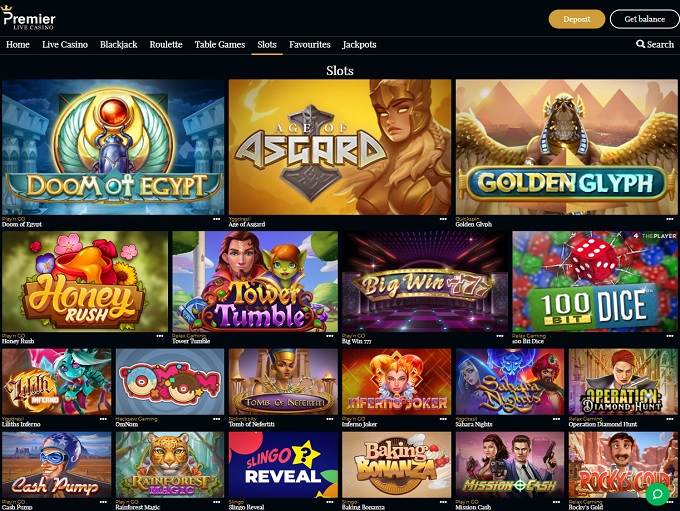 Premier
LIVE CASINO
Deposit
Get balance
Home
Live Casino
Blackjack
Roulette
Table Games
Slots
Favourites
Jackpots
Search
Slots
DOOM OF EGYPT
AGE OF
ASGARD
GOLDEN GLYPH
Play'n GO
Doom of Egypt
Yggdrasil
Age of Asgard
Quickspin
Golden Glyph
Honey
RUSH
Tower
Tumble
Big Win 777
4 THEPLAYER
100
BIT
DICE
Play'n GO
Honey Rush
Relax Gaming
Tower Tumble
Play'n GO
Big Win 777
Relax Gaming
100 Bit Dice
Lilith
INFERNO
OMNOM
TOMB OF NEFERTITI
INFERNO JOKER
Sahara
Nights
OPERATION:
DIAMOND HUNT
Yggdrasil
Liliths Inferno
Hacksaw Gaming
OmNom
Nolimit city
Tomb of Nefertiti
Play'n GO
Inferno Joker
Yggdrasil
Sahara Nights
Relax Gaming
Operation Diamond Hunt
Cash Pump
RAINFOREST
MAGIC
SLINGO
REVEAL
Baking
BONANZA
MISSION CASH
Play'n GO
Cash Pump
Play'n GO
Rainforest Magic
Slingo
Slingo Reveal
Slingo
Baking Bonanza
Play'n GO
Mission Cash
Relax Gaming
Rocky's Gold